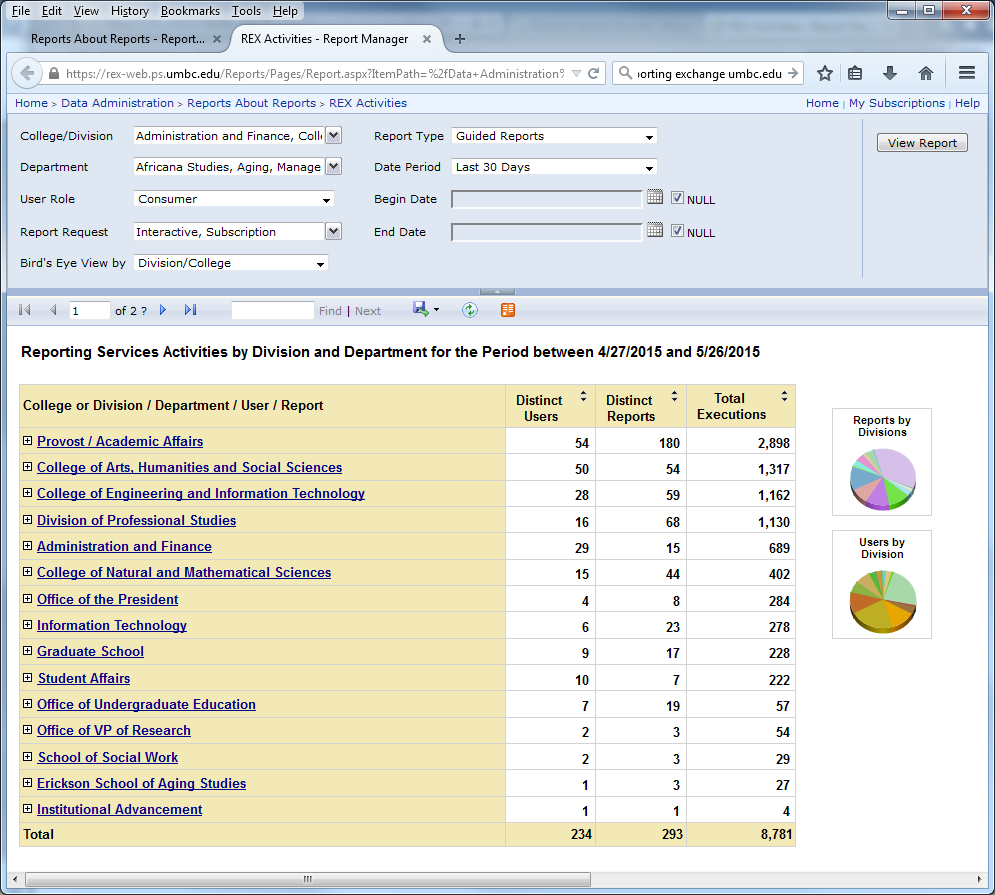 File Edit View History Bookmarks Tools Help
Reports About Reports - Report... × REX Activities - Report Manager × +
https://rex-web.ps.umbc.edu/Reports/Pages/Report.aspx?ItemPath=%2fData+Administration% orting exchange umbc.edu
Home > Data Administration > Reports About Reports > REX Activities Home | My Subscriptions | Help
College/Division Administration and Finance, Coll Report Type Guided Reports View Report
Department Africana Studies, Aging, Manage Date Period Last 30 Days
User Role Consumer Begin Date NULL
Report Request Interactive, Subscription End Date NULL
Bird's Eye View by Division/College
1 of 2 ? Find | Next
Reporting Services Activities by Division and Department for the Period between 4/27/2015 and 5/26/2015
College or Division / Department / User / Report Distinct Users Distinct Reports Total Executions
Provost / Academic Affairs 54 180 2,898
College of Arts, Humanities and Social Sciences 50 54 1,317
College of Engineering and Information Technology 28 59 1,162
Division of Professional Studies 16 68 1,130
Administration and Finance 29 15 689
College of Natural and Mathematical Sciences 15 44 402
Office of the President 4 8 284
Information Technology 6 23 278
Graduate School 9 17 228
Student Affairs 10 7 222
Office of Undergraduate Education 7 19 57
Office of VP of Research 2 3 54
School of Social Work 2 3 29
Erickson School of Aging Studies 1 3 27
Institutional Advancement 1 1 4
Total 234 293 8,781
Reports by
Divisions
Users by
Division